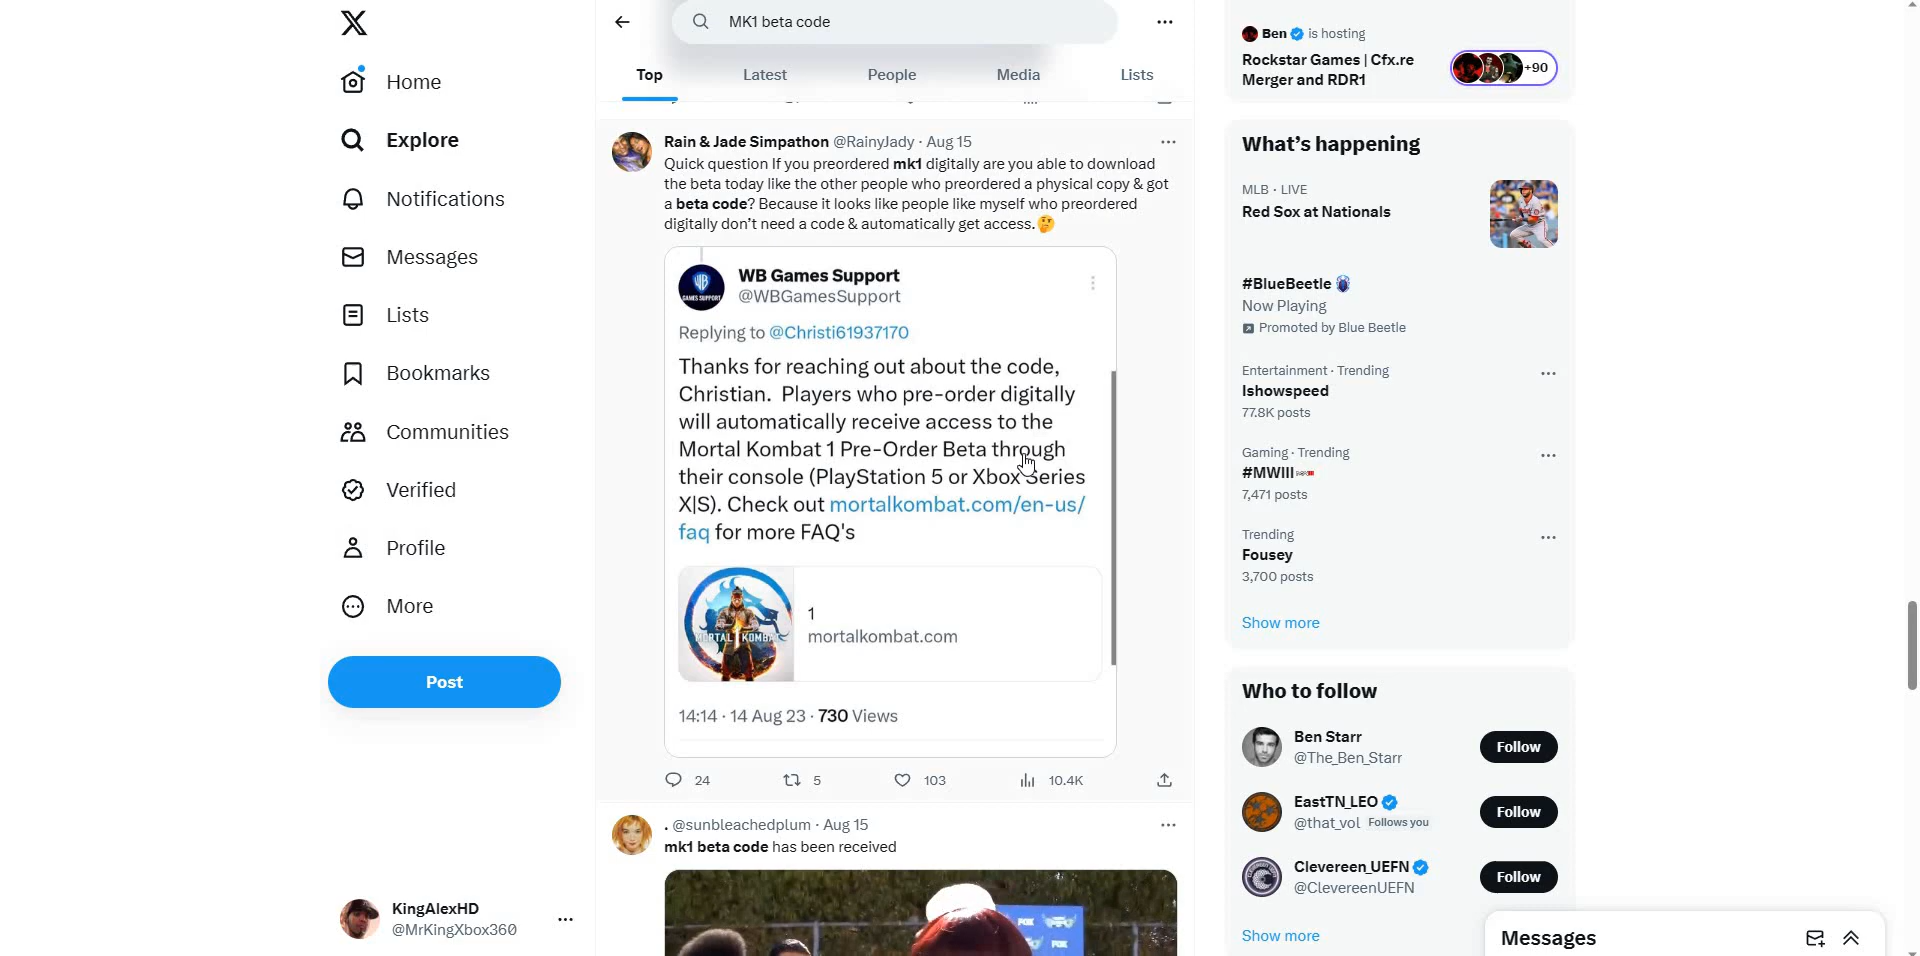 Home
Explore
Notifications
Messages
Lists
Bookmarks
Communities
Verified
Profile
More
Post
KingAlexHD
@MrKingXbox360
MK1 beta code
Top
Latest
People
Media
Lists
Rain & Jade Simpathon @RainyJady · Aug 15
Quick question If you preordered mk1 digitally are you able to download
the beta today like the other people who preordered a physical copy & got
a beta code? Because it looks like people like myself who preordered
digitally don’t need a code & automatically get access.🤔
WB Games Support
@WBGamesSupport
GAMES SUPPORT
Replying to @Christi61937170
Thanks for reaching out about the code,
Christian. Players who pre-order digitally
will automatically receive access to the
Mortal Kombat 1 Pre-Order Beta through
their console (PlayStation 5 or Xbox Series
X|S). Check out mortalkombat.com/en-us/
faq for more FAQ's
MORTAL KOMBAT
1
mortalkombat.com
14:14 · 14 Aug 23 · 730 Views
24
5
103
10.4K
. @sunbleachedplum · Aug 15
mk1 beta code has been received
FOX
FOX
Ben is hosting
Rockstar Games | Cfx.re
Merger and RDR1
+90
What’s happening
MLB · LIVE
Red Sox at Nationals
#BlueBeetle
Now Playing
Promoted by Blue Beetle
Entertainment · Trending
Ishowspeed
77.8K posts
Gaming · Trending
#MWIII
7,471 posts
Trending
Fousey
3,700 posts
Show more
Who to follow
Ben Starr
@The_Ben_Starr
Follow
EastTN_LEO
@that_vol Follows you
Follow
Clevereen_UEFN
@ClevereenUEFN
Follow
Show more
Messages